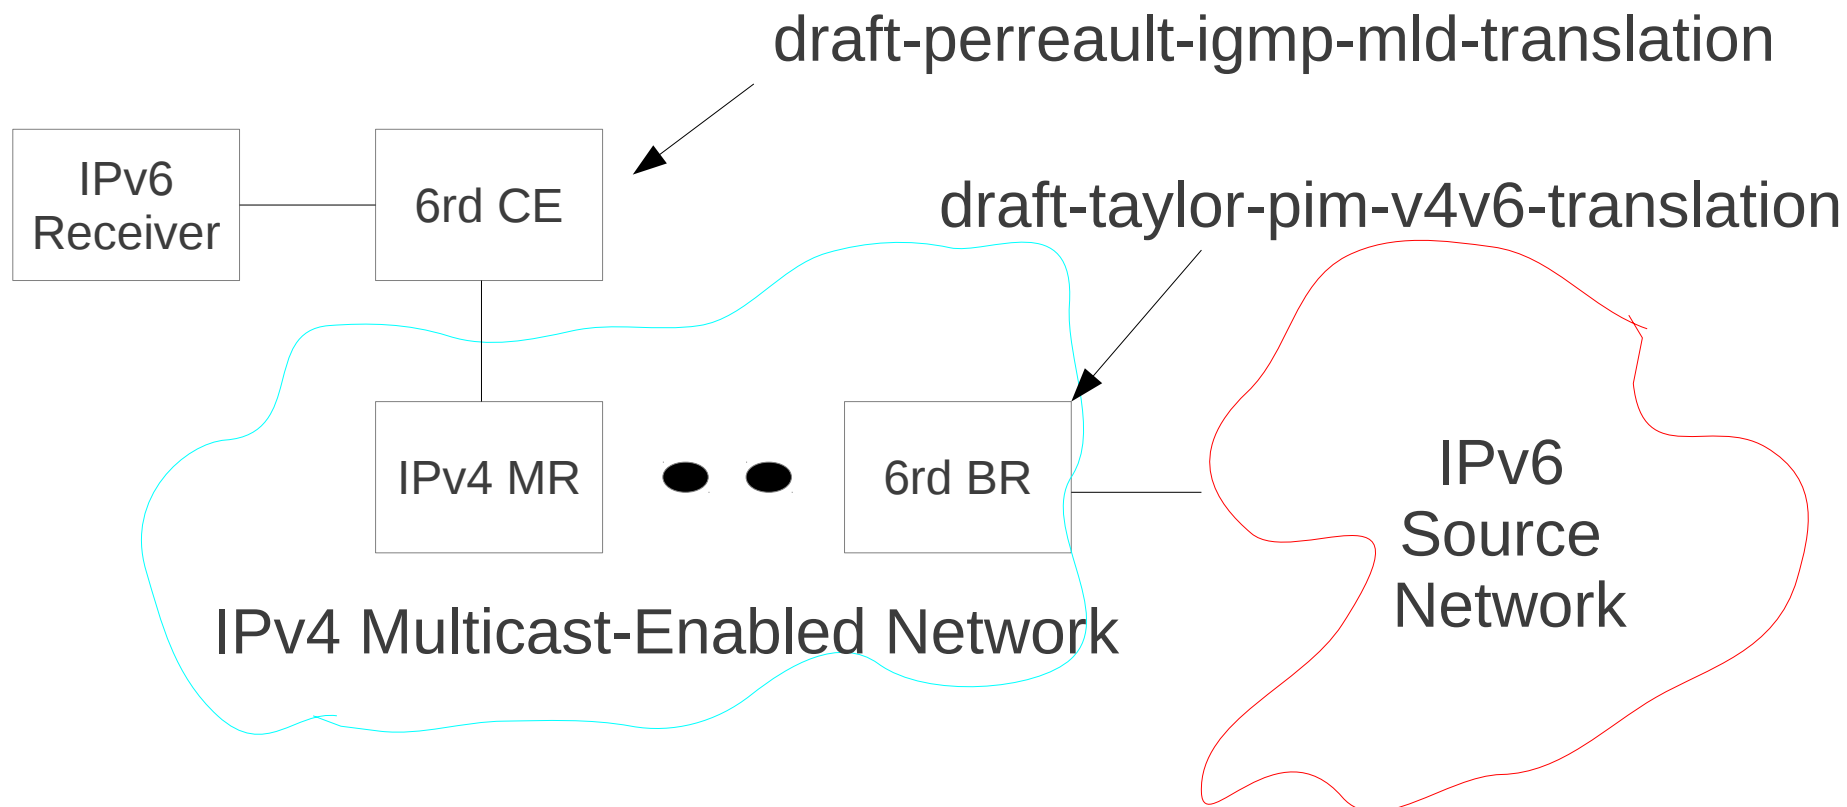 draft-perreault-igmp-mld-translation
IPv6
Receiver
6rd CE
draft-taylor-pim-v4v6-translation
IPv4 MR
6rd BR
IPv6
Source
Network
IPv4 Multicast-Enabled Network